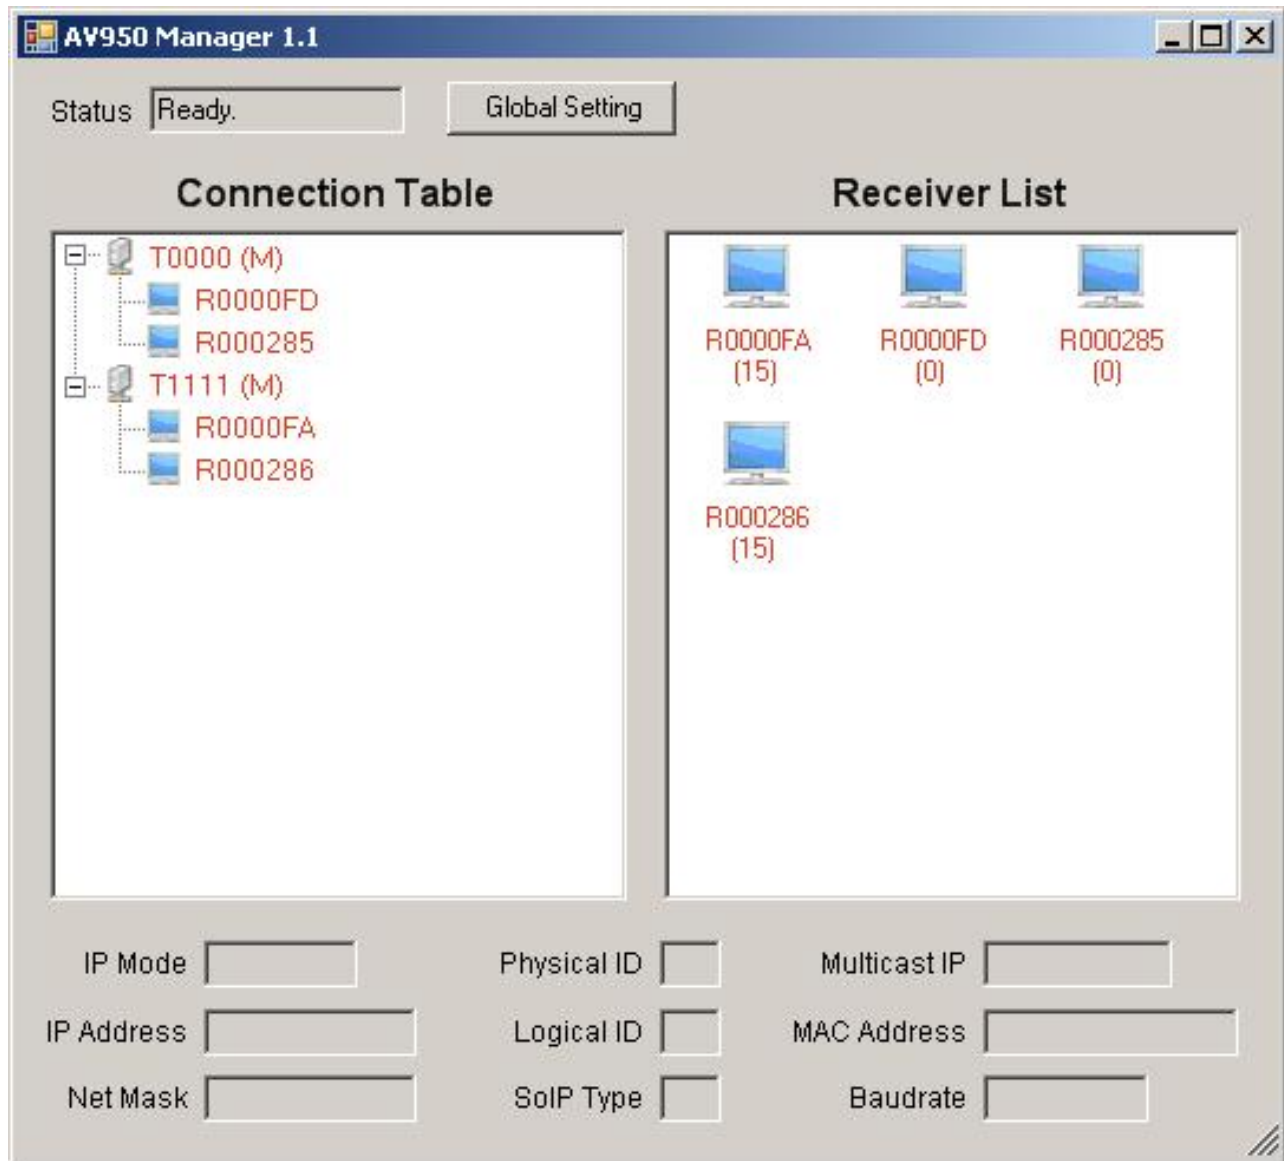 AV950 Manager 1.1
Status Ready. Global Setting
Connection Table
T0000 (M)
R0000FD
R000285
T1111 (M)
R0000FA
R000286
Receiver List
R0000FA
(15)
R0000FD
(0)
R000285
(0)
R000286
(15)
IP Mode Physical ID Multicast IP
IP Address Logical ID MAC Address
Net Mask SoIP Type Baudrate